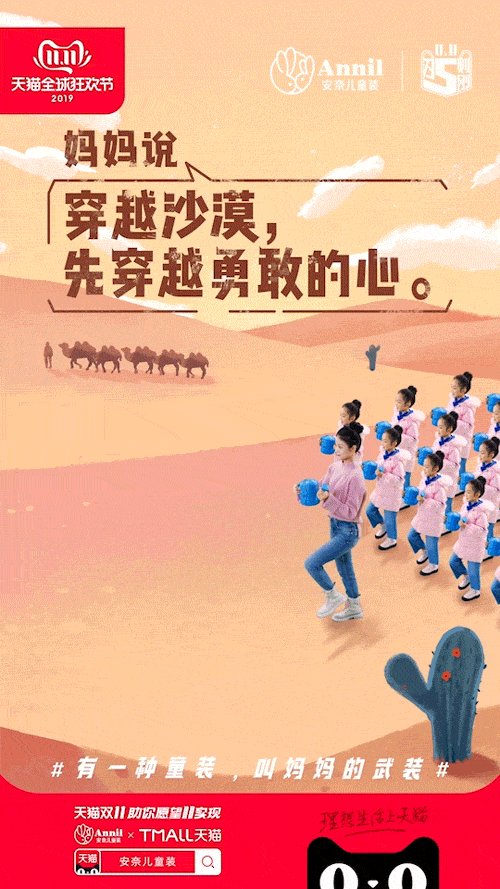 11.11
天猫全球狂欢节
2019
Annil
安奈儿童装
11.11
妈妈说
穿越沙漠，
先穿越勇敢的心。
#有一种童装，叫妈妈的武装#
天猫双11 助你愿望11实现
Annil
安奈儿童装
× TMALL天猫
天猫
安奈儿童装
理想生活上天猫